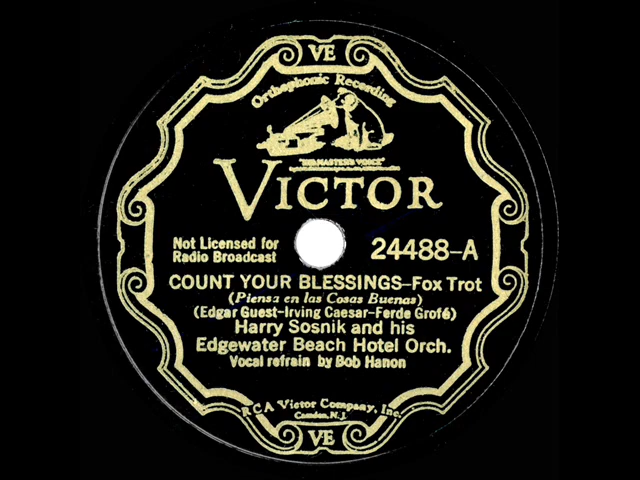 VE
Orthophonic Recording
"HIS MASTER'S VOICE"
VICTOR
Not Licensed for
Radio Broadcast
24488-A
COUNT YOUR BLESSINGS-Fox Trot
(Piensa en las Cosas Buenas)
(Edgar Guest-Irving Caesar-Ferde Grofé)
Harry Sosnik and his
Edgewater Beach Hotel Orch.
Vocal refrain by Bob Hanon
RCA Victor Company, Inc.
Camden, N.J.
VE